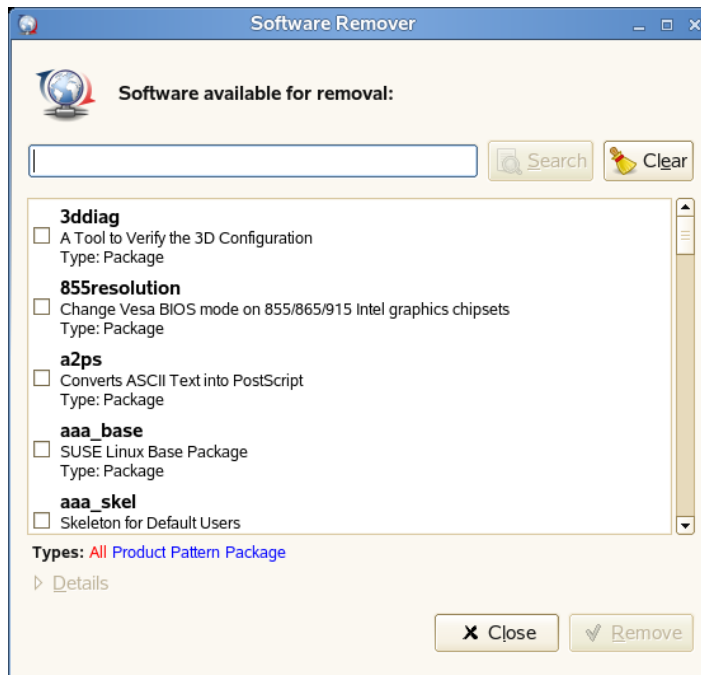 Software Remover
Software available for removal:
Search
Clear
3ddiag
A Tool to Verify the 3D Configuration
Type: Package
855resolution
Change Vesa BIOS mode on 855/865/915 Intel graphics chipsets
Type: Package
a2ps
Converts ASCII Text into PostScript
Type: Package
aaa_base
SUSE Linux Base Package
Type: Package
aaa_skel
Skeleton for Default Users
Types: All Product Pattern Package
Details
Close
Remove